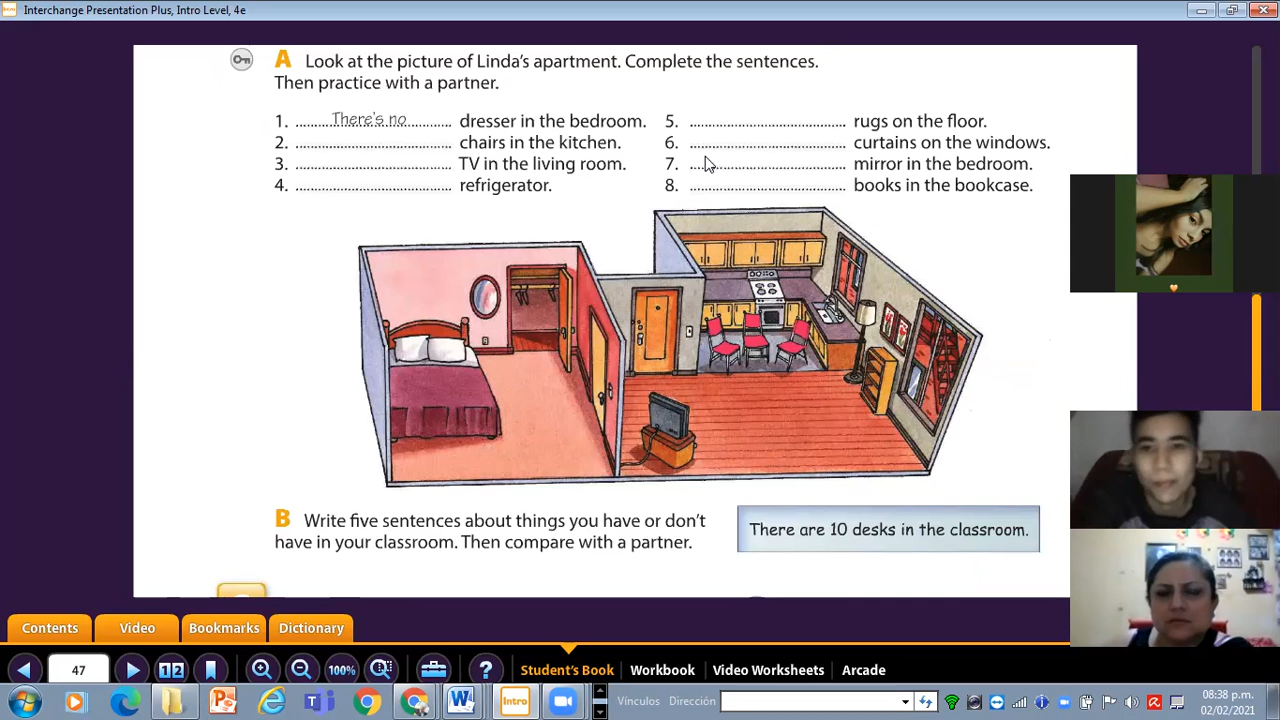 Interchange Presentation Plus, Intro Level, 4e
A Look at the picture of Linda's apartment. Complete the sentences.
Then practice with a partner.
1. There's no dresser in the bedroom.
2. .............................. chairs in the kitchen.
3. .............................. TV in the living room.
4. .............................. refrigerator.
5. .............................. rugs on the floor.
6. .............................. curtains on the windows.
7. .............................. mirror in the bedroom.
8. .............................. books in the bookcase.
B Write five sentences about things you have or don't
have in your classroom. Then compare with a partner.
There are 10 desks in the classroom.
Contents Video Bookmarks Dictionary
47 12 100% Student's Book Workbook Video Worksheets Arcade
Intro Vínculos Dirección 08:38 p.m.
02/02/2021